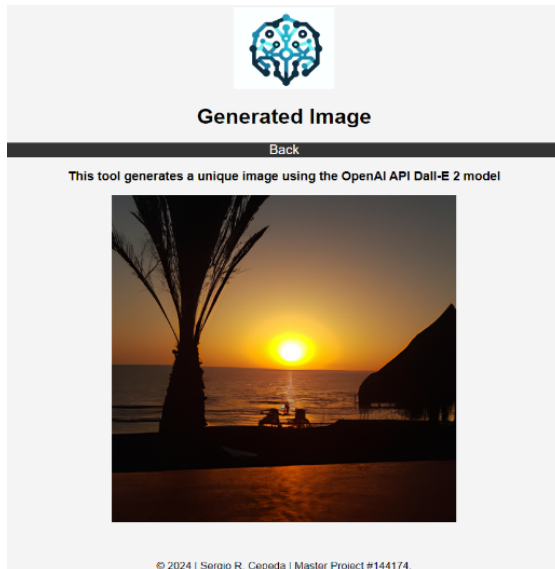 Generated Image
Back
This tool generates a unique image using the OpenAI API Dall-E 2 model
© 2024 | Sergio R. Cepeda | Master Project #144174.